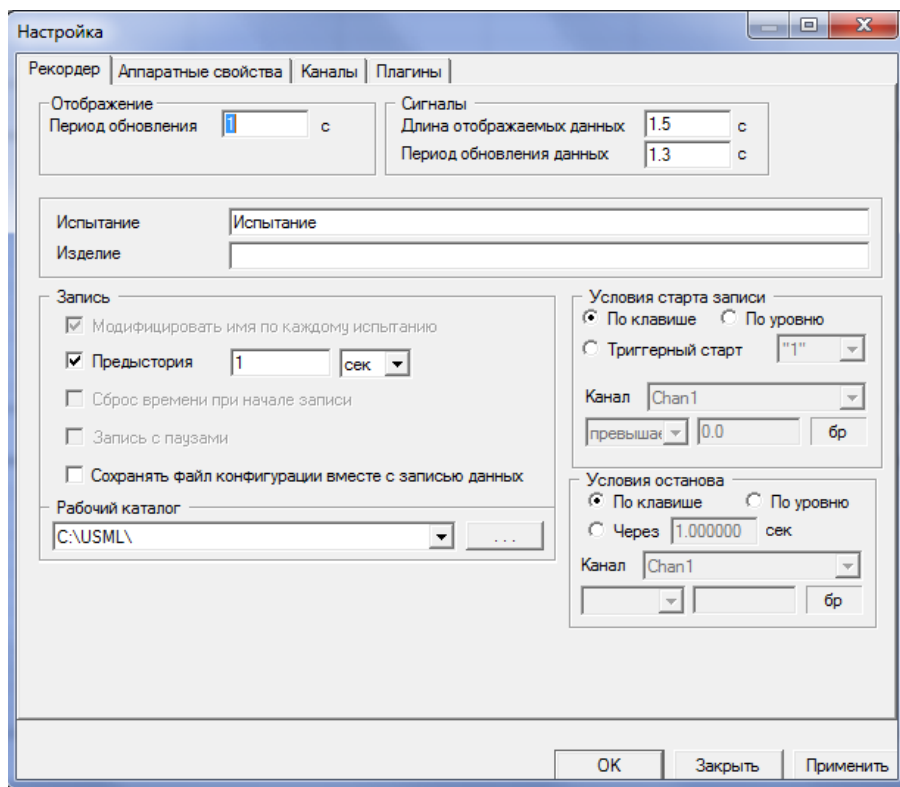 Настройка
Рекордер Аппаратные свойства Каналы Плагины
Отображение
Период обновления 1 с
Сигналы
Длина отображаемых данных 1.5 с
Период обновления данных 1.3 с
Испытание Испытание
Изделие
Запись
Модифицировать имя по каждому испытанию
Предыстория 1 сек
Сброс времени при начале записи
Запись с паузами
Сохранять файл конфигурации вместе с записью данных
Рабочий каталог
C:\USML\ ...
Условия старта записи
По клавише По уровню
Триггерный старт "1"
Канал Chan1
превышае 0.0 бр
Условия останова
По клавише По уровню
Через 1.000000 сек
Канал Chan1
бр
OK Закрыть Применить